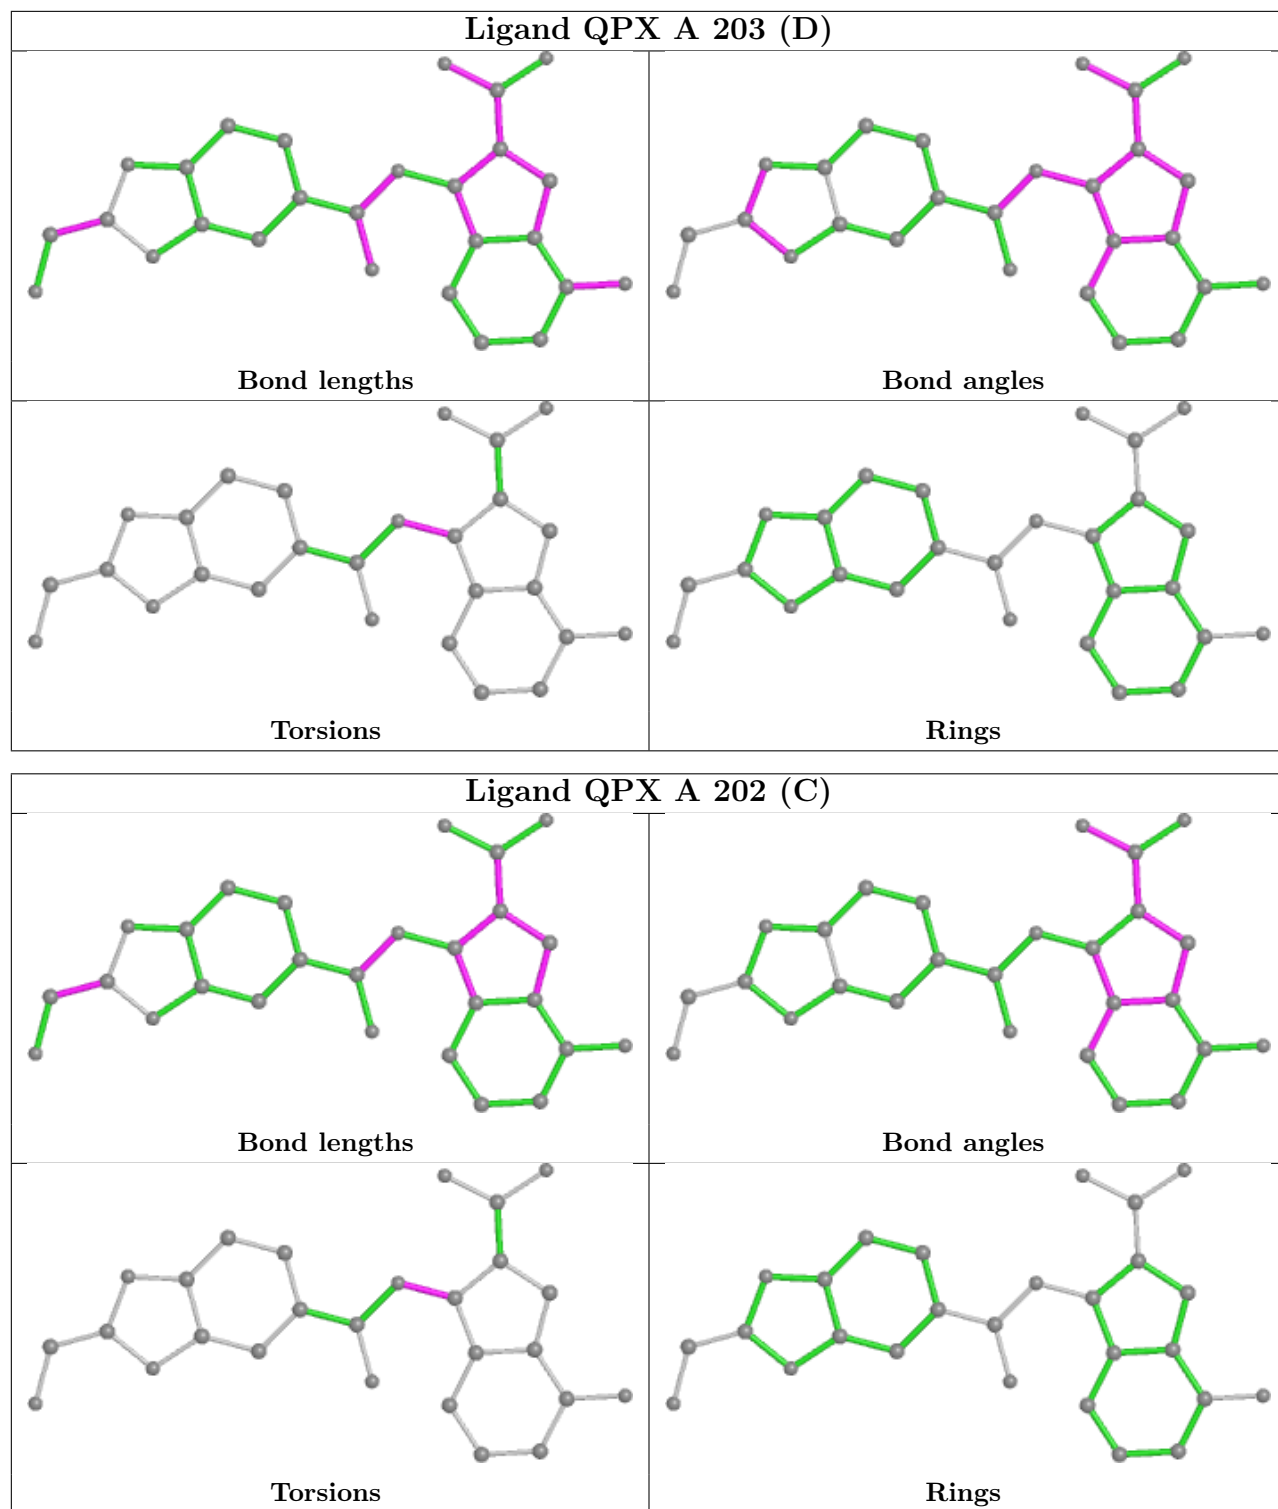 Ligand QPX A 203 (D)
Bond lengths
Bond angles
Torsions
Rings
Ligand QPX A 202 (C)
Bond lengths
Bond angles
Torsions
Rings